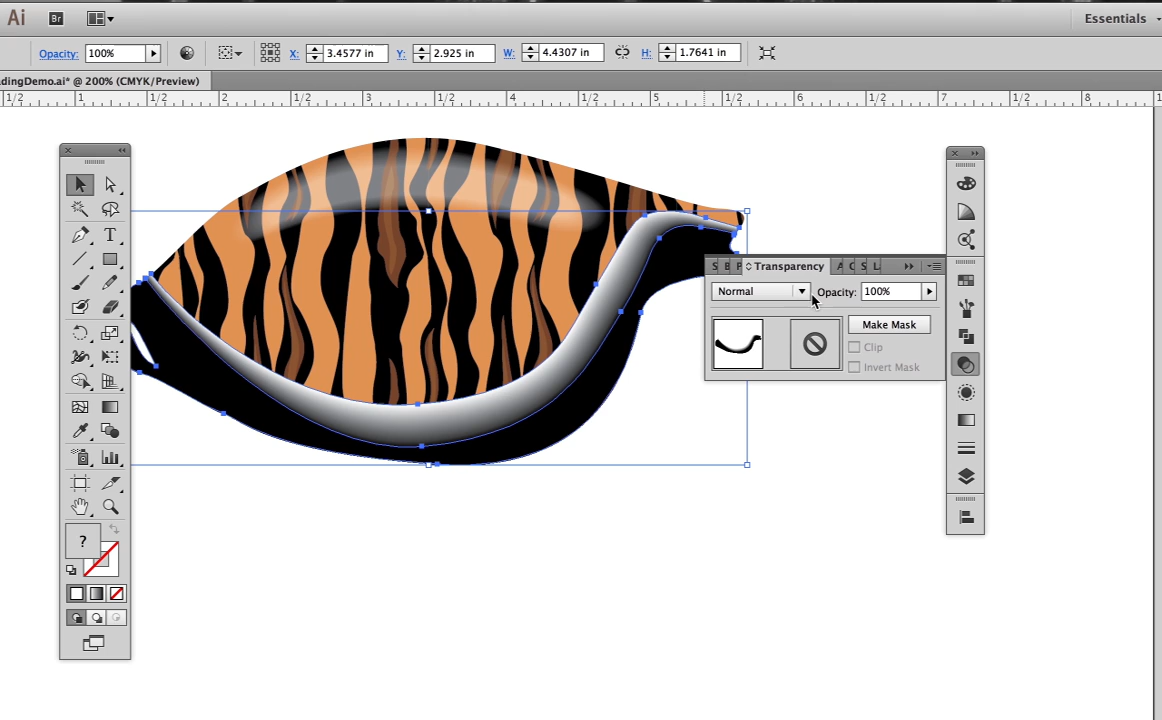 Ai Br Essentials
Opacity: 100% X: 3.4577 in Y: 2.925 in W: 4.4307 in H: 1.7641 in
adingDemo.ai* @ 200% (CMYK/Preview)
1/2 1 1/2 2 1/2 3 1/2 4 1/2 5 1/2 6 1/2 7 1/2 8 1
S B P Transparency A C S L
Normal Opacity: 100%
Make Mask
Clip
Invert Mask
T
?